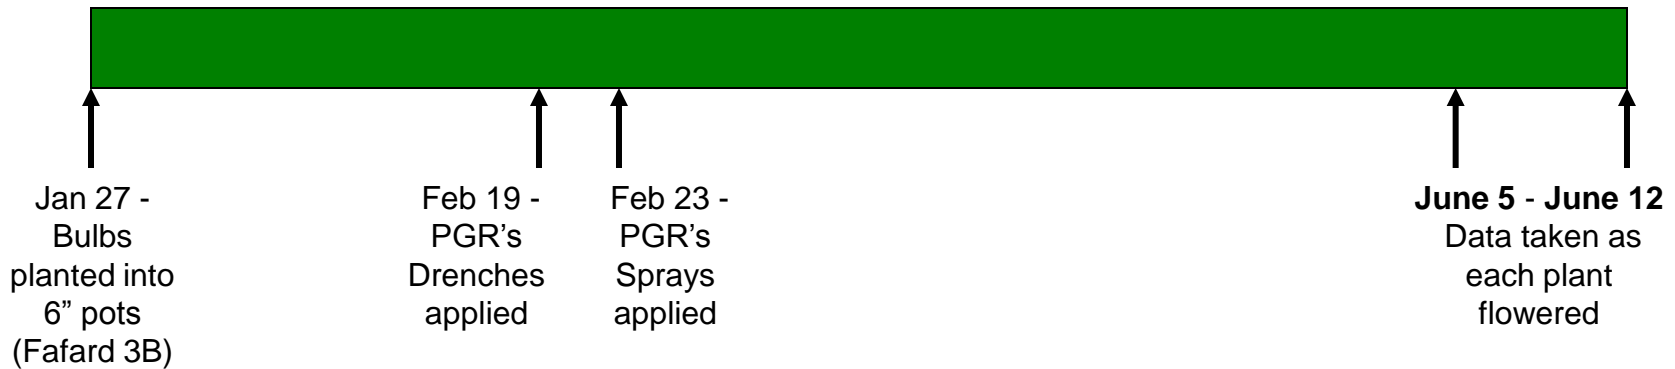 Jan 27 -
Bulbs
planted into
6” pots
(Fafard 3B)
Feb 19 -
PGR’s
Drenches
applied
Feb 23 -
PGR’s
Sprays
applied
June 5 - June 12
Data taken as
each plant
flowered